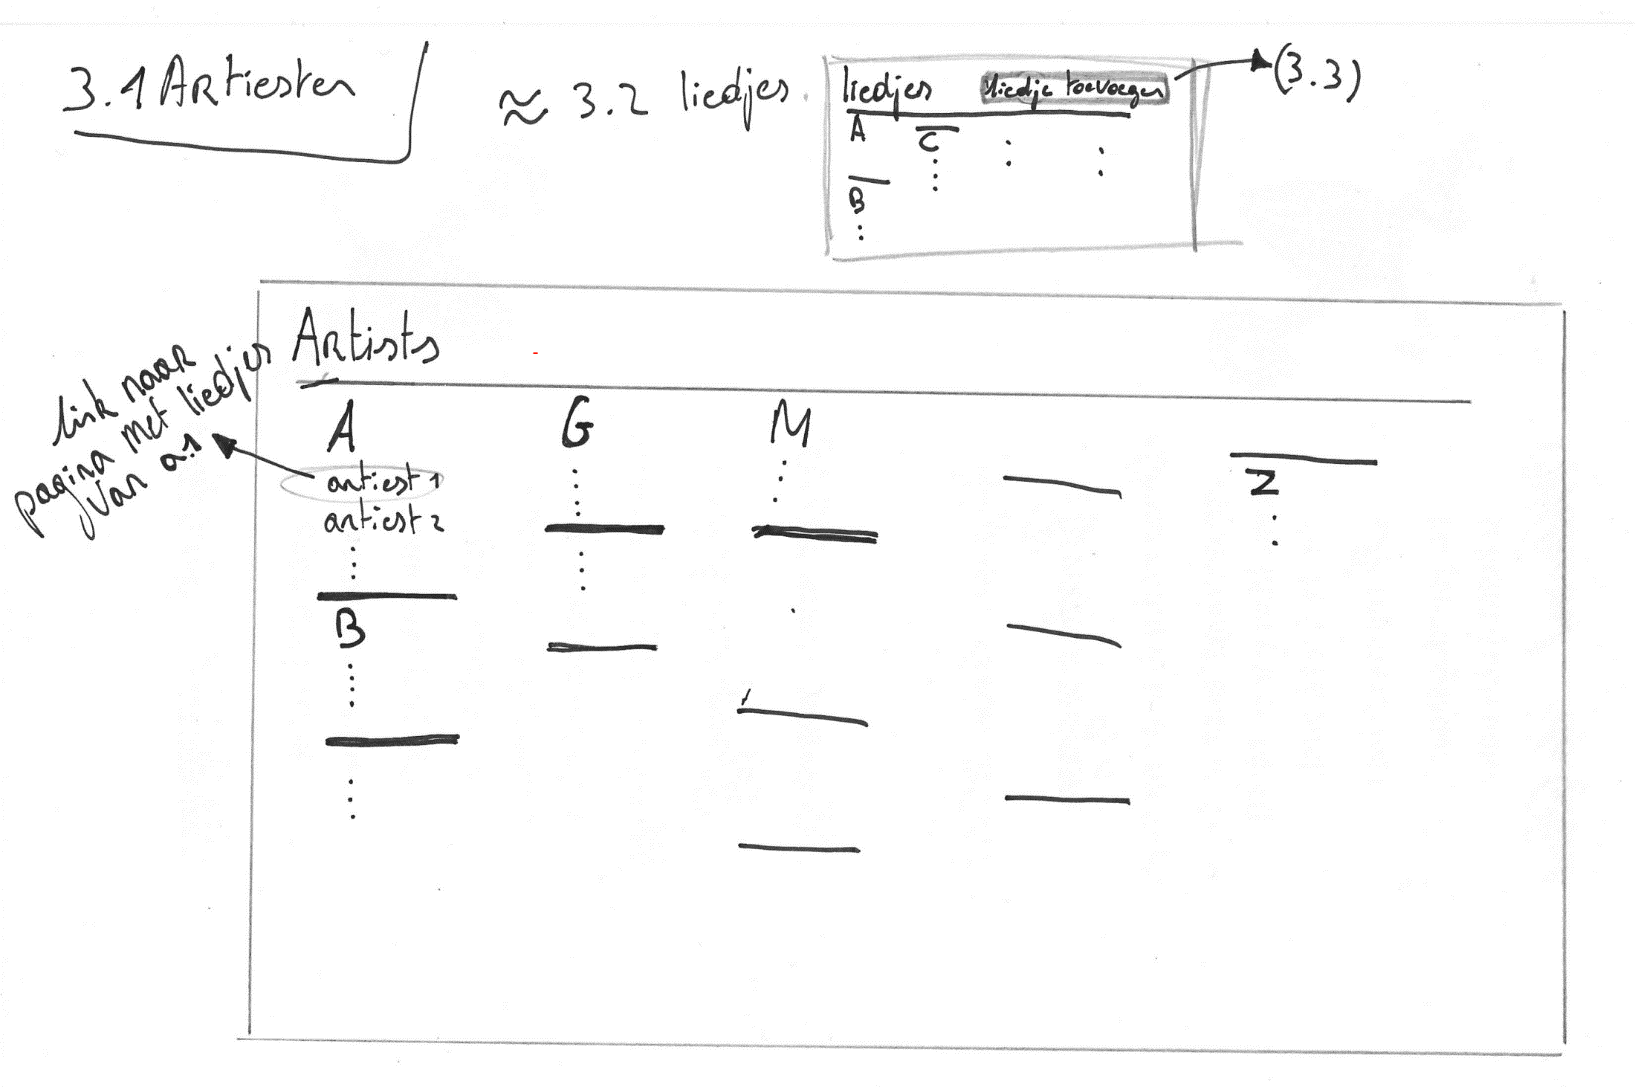 3.1 Artiesten
≈ 3.2 liedjes.
liedjes
liedje toevoegen
(3.3)
A
C
B
Artists
link naar
pagina met liedjes
van a1
A
artiest 1
artiest 2
B
G
M
Z